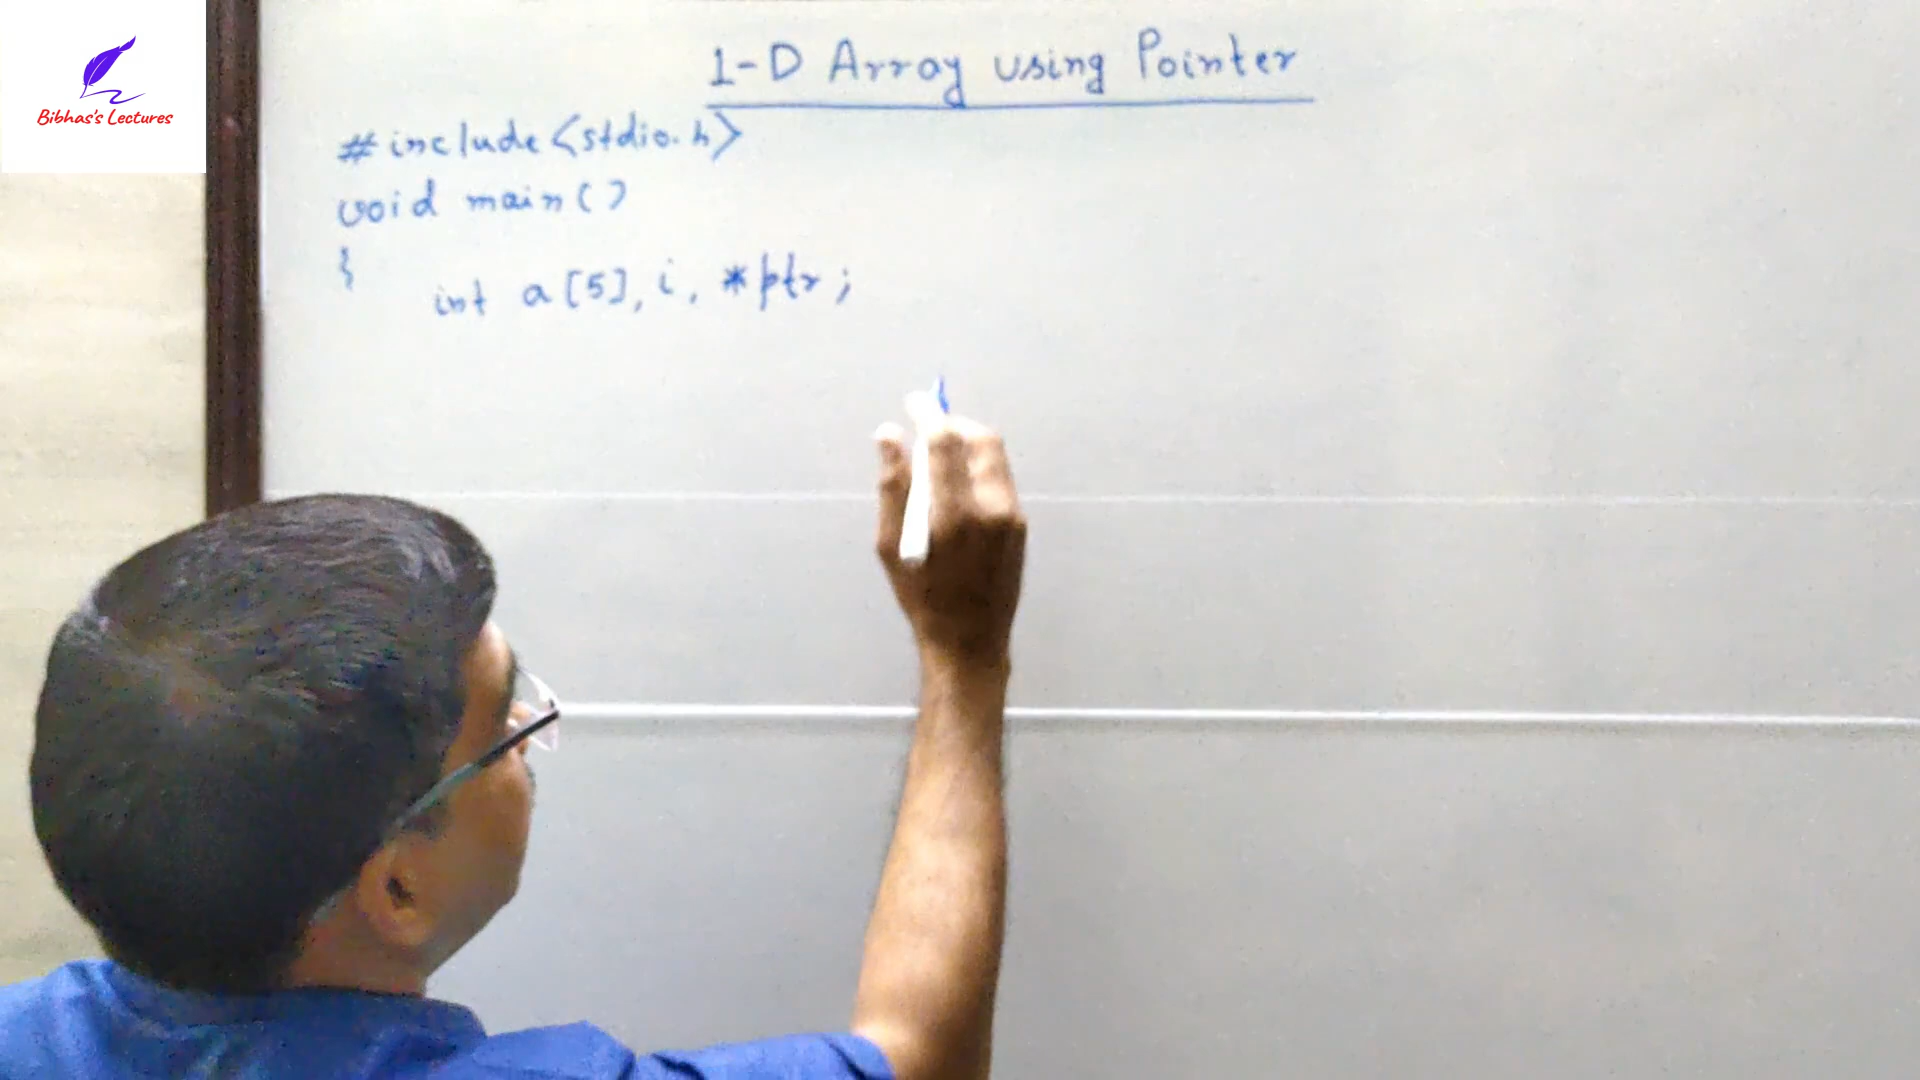 Bibhas's Lectures
1-D Array using Pointer
#include<stdio.h>
void main()
{
int a[5], i, *ptr;